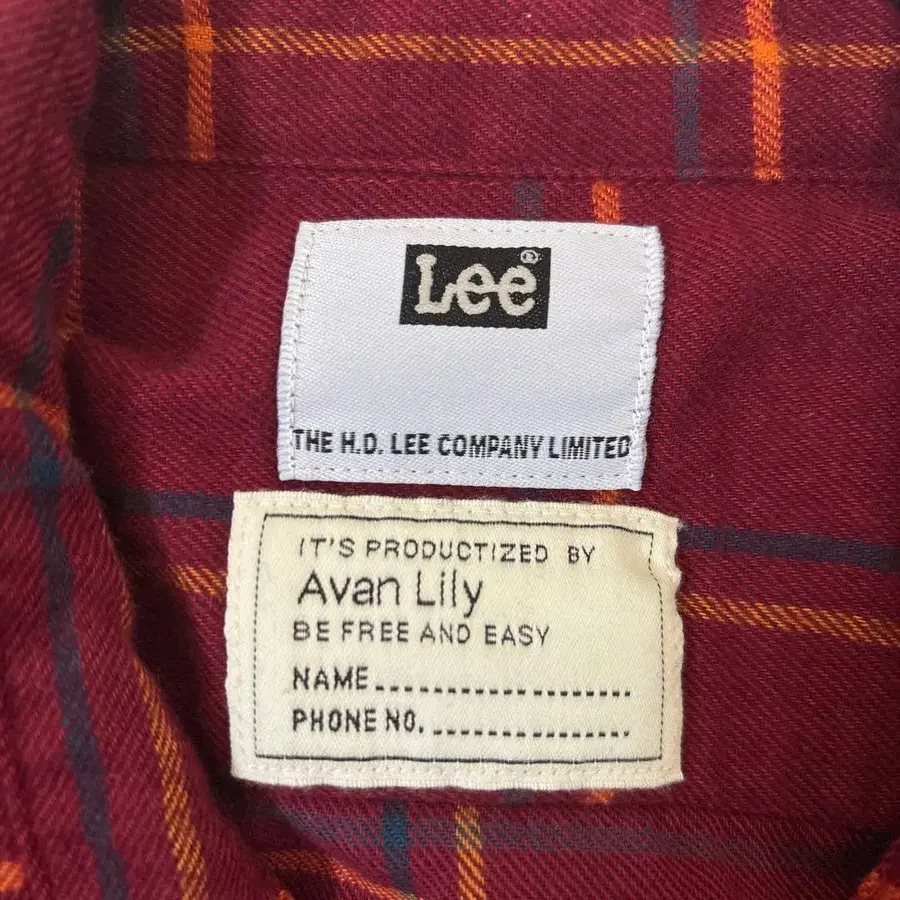 Lee®
THE H.D. LEE COMPANY LIMITED
IT'S PRODUCTIZED BY
Avan Lily
BE FREE AND EASY
NAME...................
PHONE NO. ................